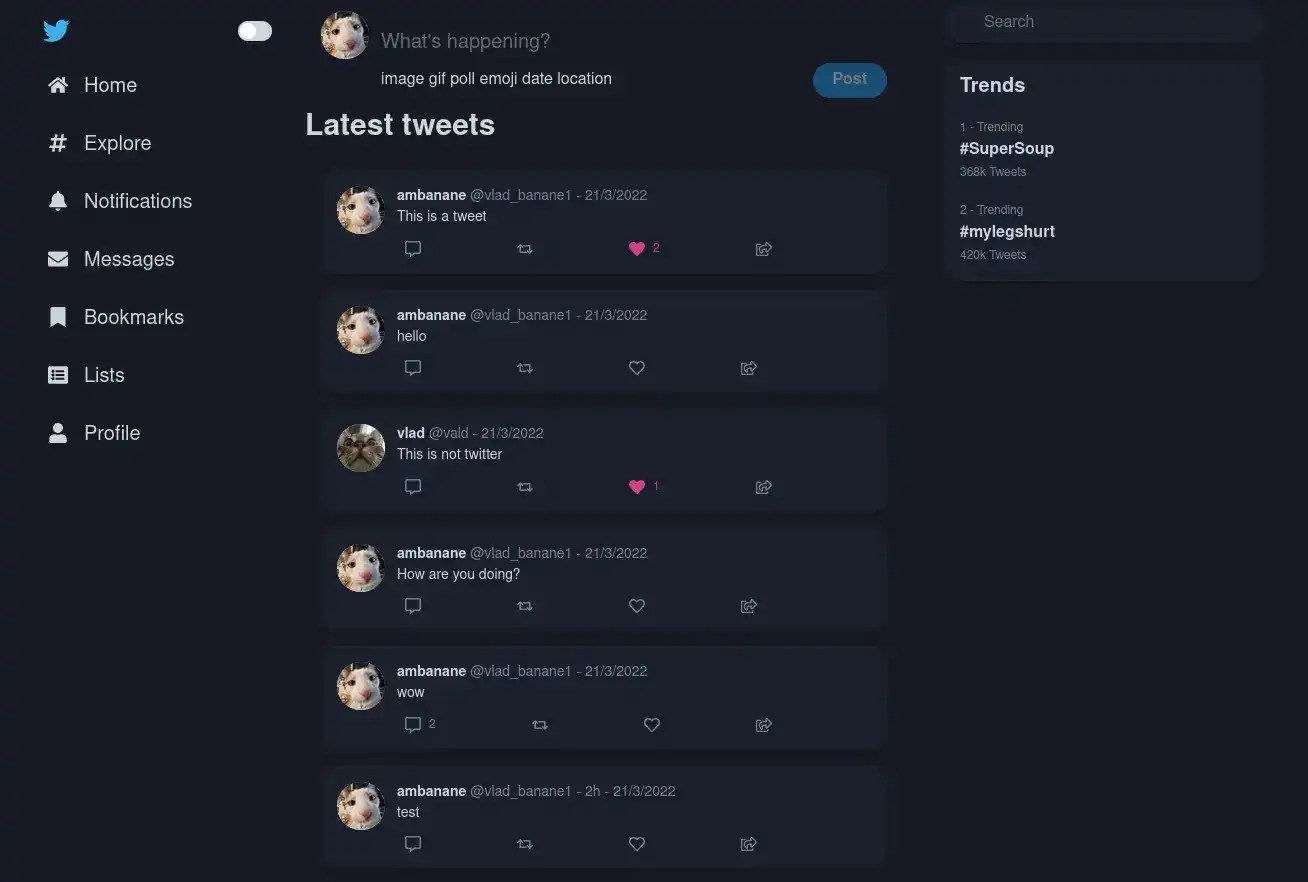 Home
Explore
Notifications
Messages
Bookmarks
Lists
Profile
What's happening?
image gif poll emoji date location
Post
Latest tweets
ambanane @vlad_banane1 - 21/3/2022
This is a tweet
2
ambanane @vlad_banane1 - 21/3/2022
hello
vlad @vald - 21/3/2022
This is not twitter
1
ambanane @vlad_banane1 - 21/3/2022
How are you doing?
ambanane @vlad_banane1 - 21/3/2022
wow
2
ambanane @vlad_banane1 - 2h - 21/3/2022
test
Search
Trends
1 - Trending
#SuperSoup
368k Tweets
2 - Trending
#mylegshurt
420k Tweets